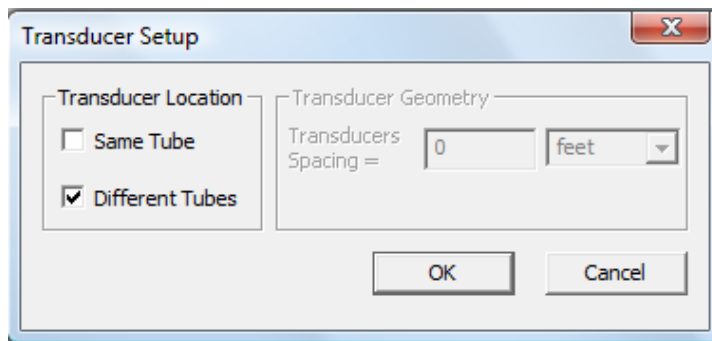 Transducer Setup
Transducer Location
Same Tube
Different Tubes
Transducer Geometry
Transducers
Spacing =
0
feet
OK
Cancel